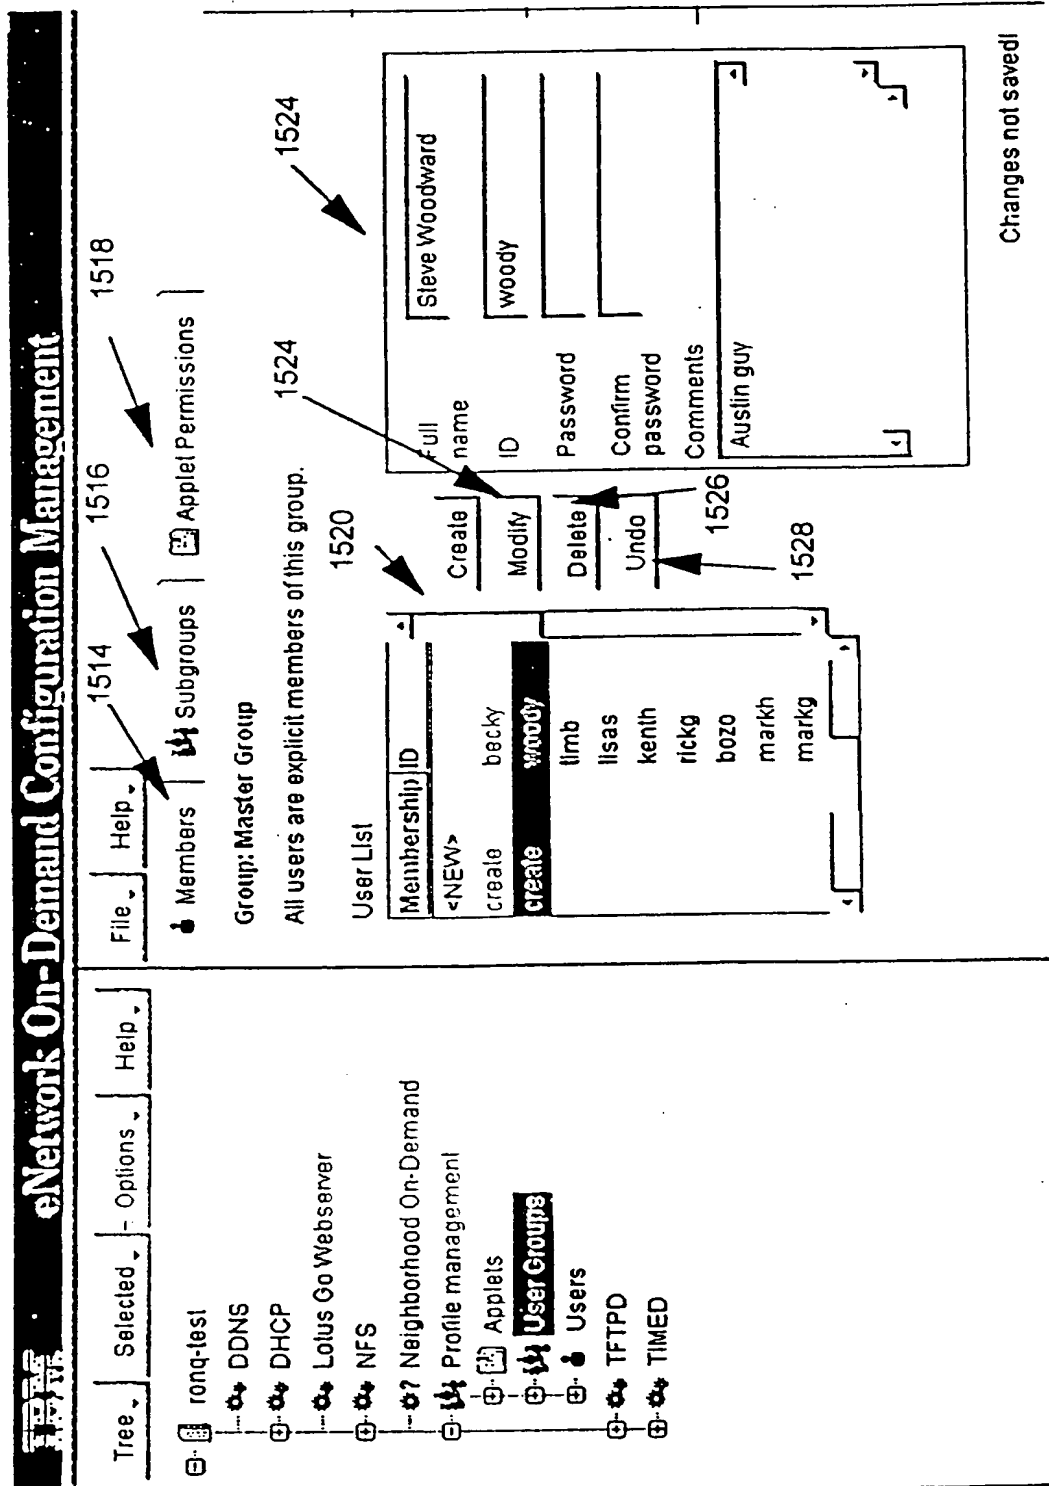 IBM eNetwork On-Demand Configuration Management
Tree Selected Options Help
ronq-test
DDNS
DHCP
Lotus Go Webserver
NFS
? Neighborhood On-Demand
Profile management
Applets
User Groups
Users
TFTPD
TIMED
File Help
Members Subgroups Applet Permissions
1514
1516
1518
Group: Master Group
All users are explicit members of this group.
User List
1520
Membership ID
<NEW>
create becky
create woody
timb
lisas
kenth
rickg
bozo
markh
markg
Create
Modify
Delete
Undo
1524
1526
1528
1524
Full name Steve Woodward
ID woody
Password
Confirm password
Comments
Austin guy
Changes not saved!